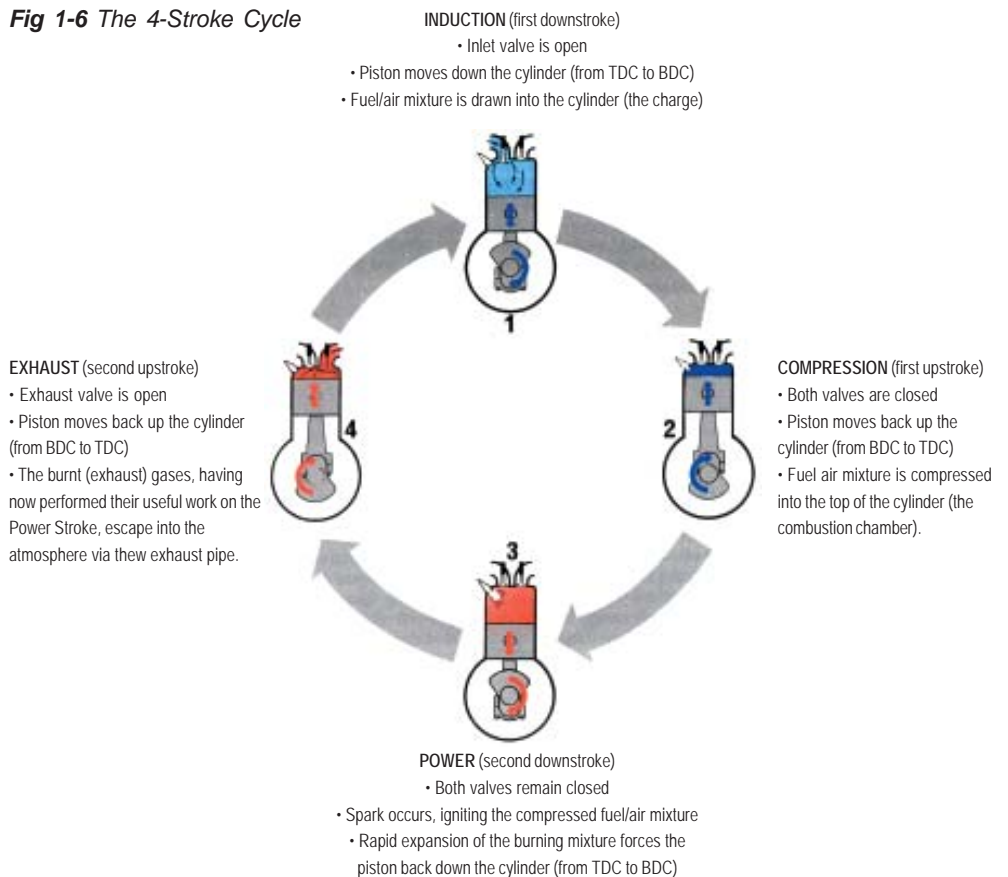 Fig 1-6 The 4-Stroke Cycle
INDUCTION (first downstroke)
• Inlet valve is open
• Piston moves down the cylinder (from TDC to BDC)
• Fuel/air mixture is drawn into the cylinder (the charge)
1
COMPRESSION (first upstroke)
• Both valves are closed
• Piston moves back up the
cylinder (from BDC to TDC)
• Fuel air mixture is compressed
into the top of the cylinder (the
combustion chamber).
2
3
POWER (second downstroke)
• Both valves remain closed
• Spark occurs, igniting the compressed fuel/air mixture
• Rapid expansion of the burning mixture forces the
piston back down the cylinder (from TDC to BDC)
EXHAUST (second upstroke)
• Exhaust valve is open
• Piston moves back up the cylinder
(from BDC to TDC)
• The burnt (exhaust) gases, having
now performed their useful work on the
Power Stroke, escape into the
atmosphere via thew exhaust pipe.
4